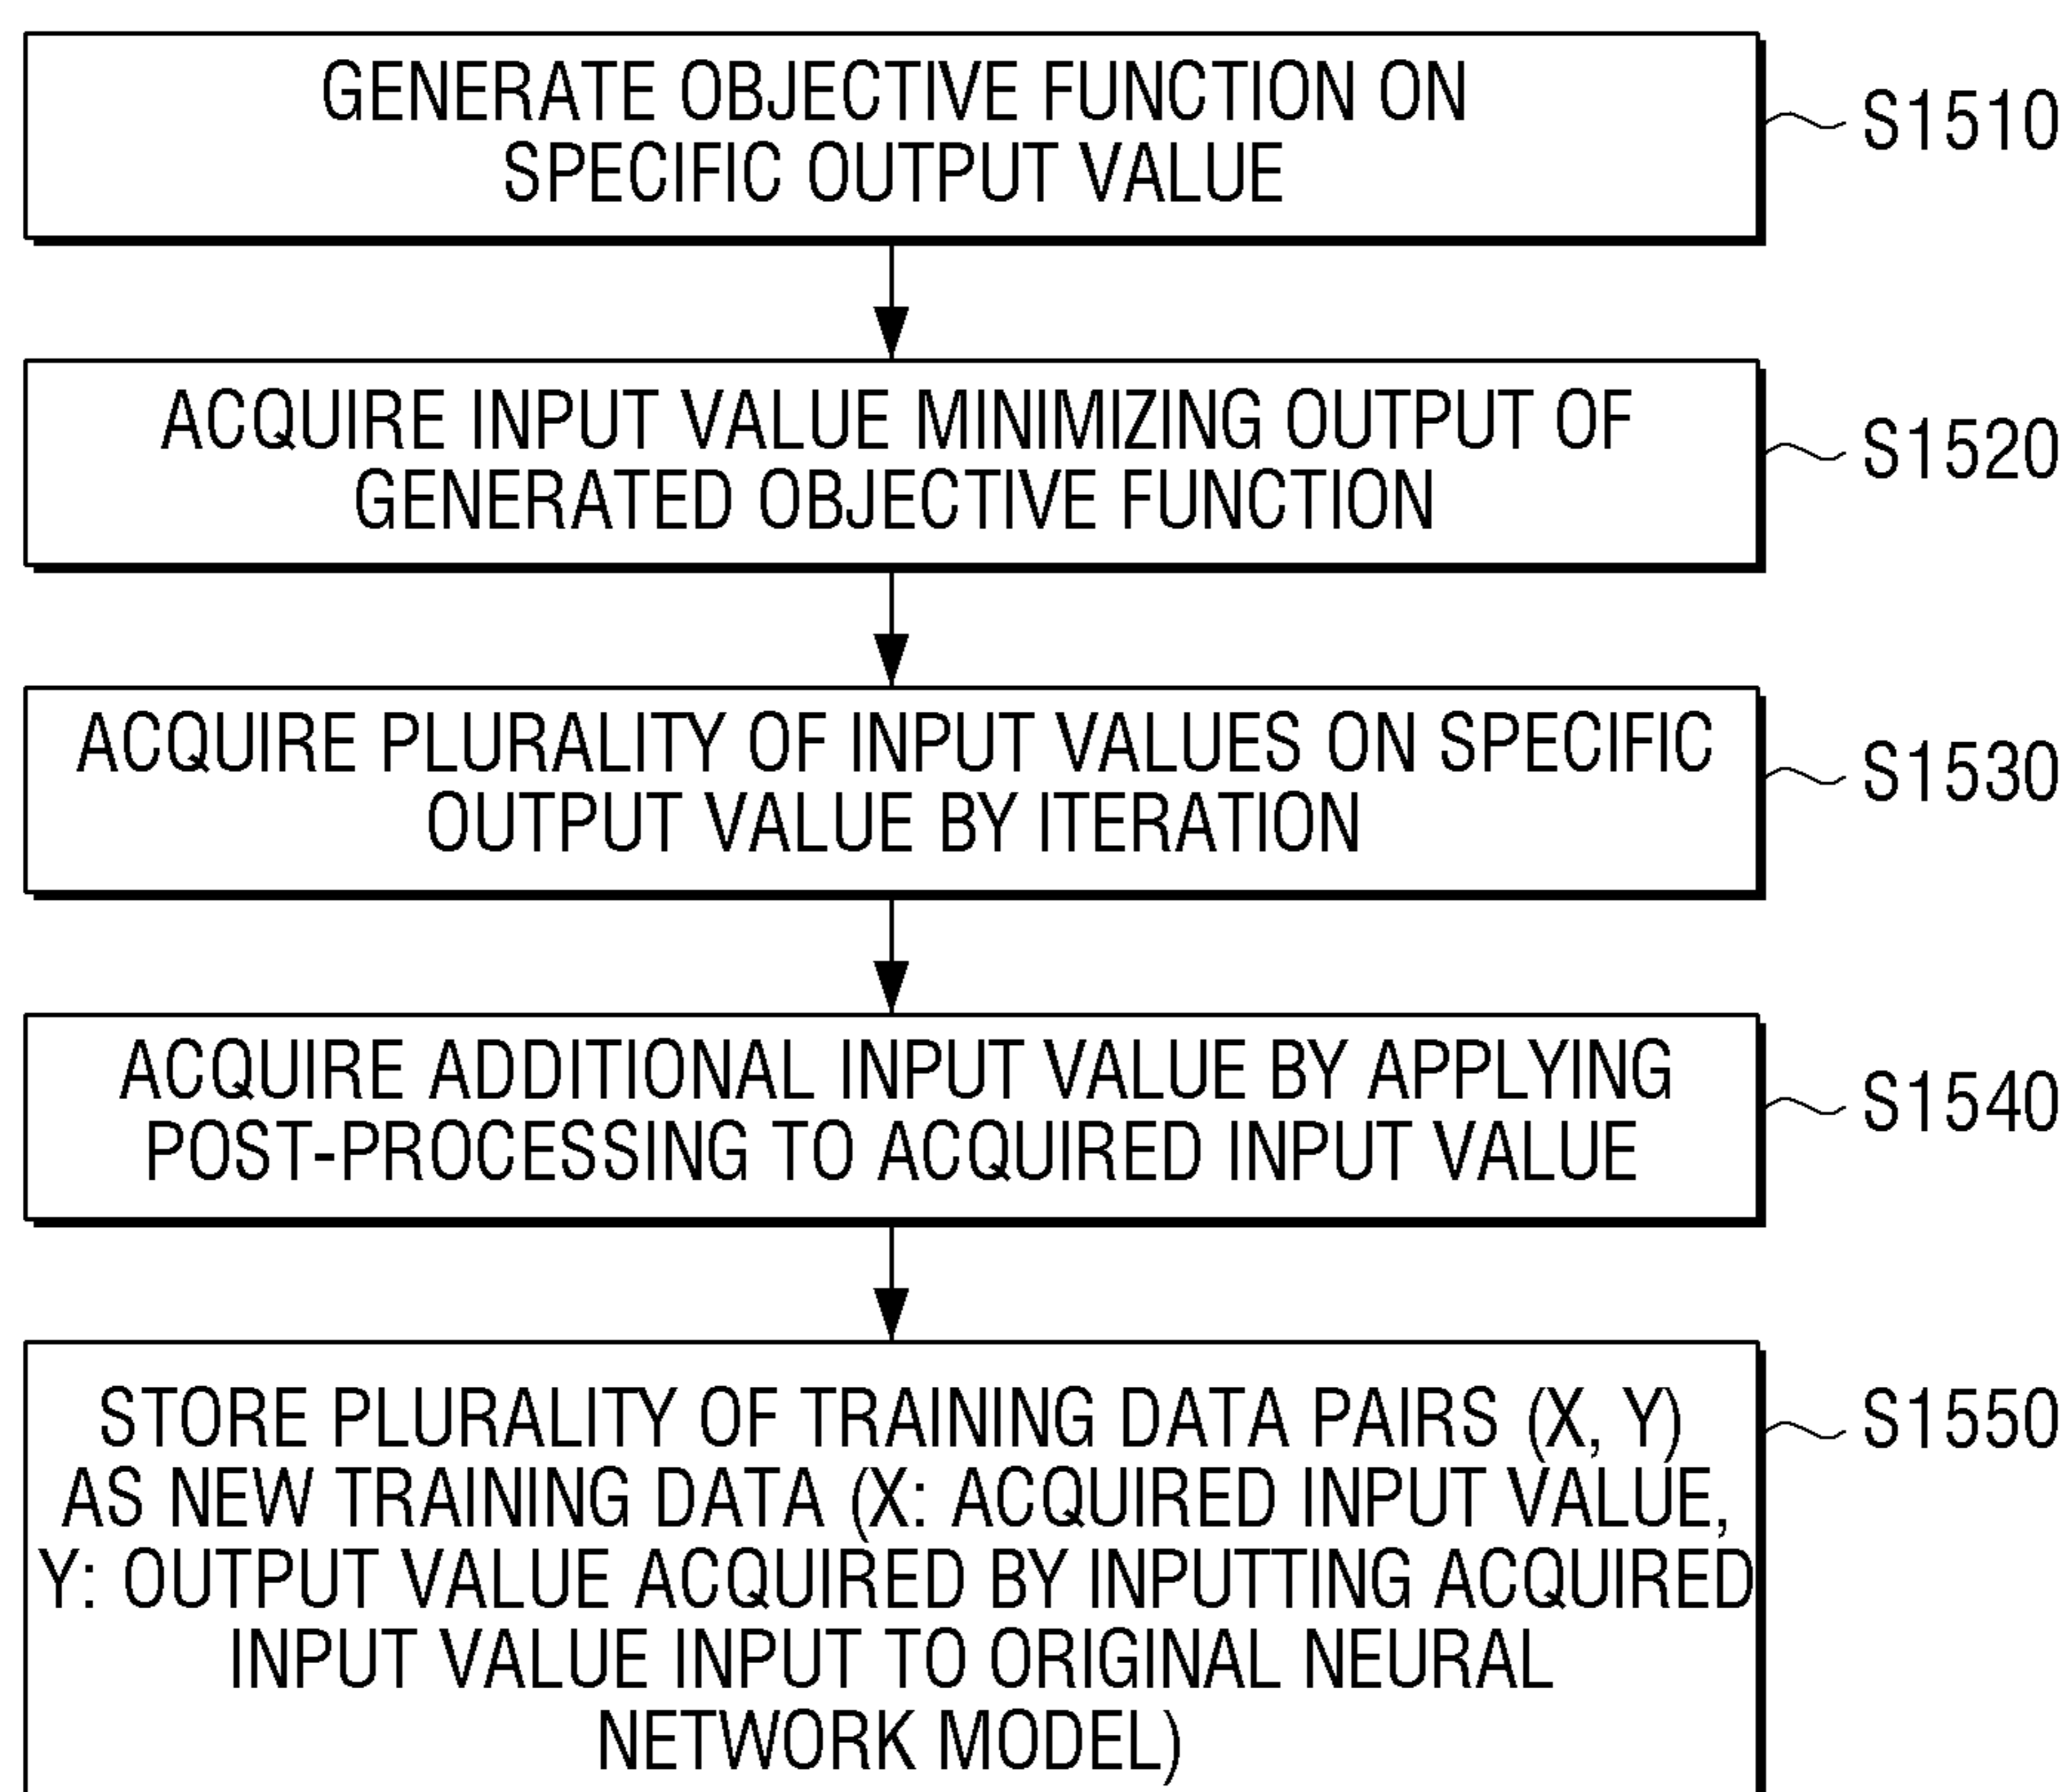 GENERATE OBJECTIVE FUNCTION ON
SPECIFIC OUTPUT VALUE
S1510
ACQUIRE INPUT VALUE MINIMIZING OUTPUT OF
GENERATED OBJECTIVE FUNCTION
S1520
ACQUIRE PLURALITY OF INPUT VALUES ON SPECIFIC
OUTPUT VALUE BY ITERATION
S1530
ACQUIRE ADDITIONAL INPUT VALUE BY APPLYING
POST-PROCESSING TO ACQUIRED INPUT VALUE
S1540
STORE PLURALITY OF TRAINING DATA PAIRS (X, Y)
AS NEW TRAINING DATA (X: ACQUIRED INPUT VALUE,
Y: OUTPUT VALUE ACQUIRED BY INPUTTING ACQUIRED
INPUT VALUE INPUT TO ORIGINAL NEURAL
NETWORK MODEL)
S1550